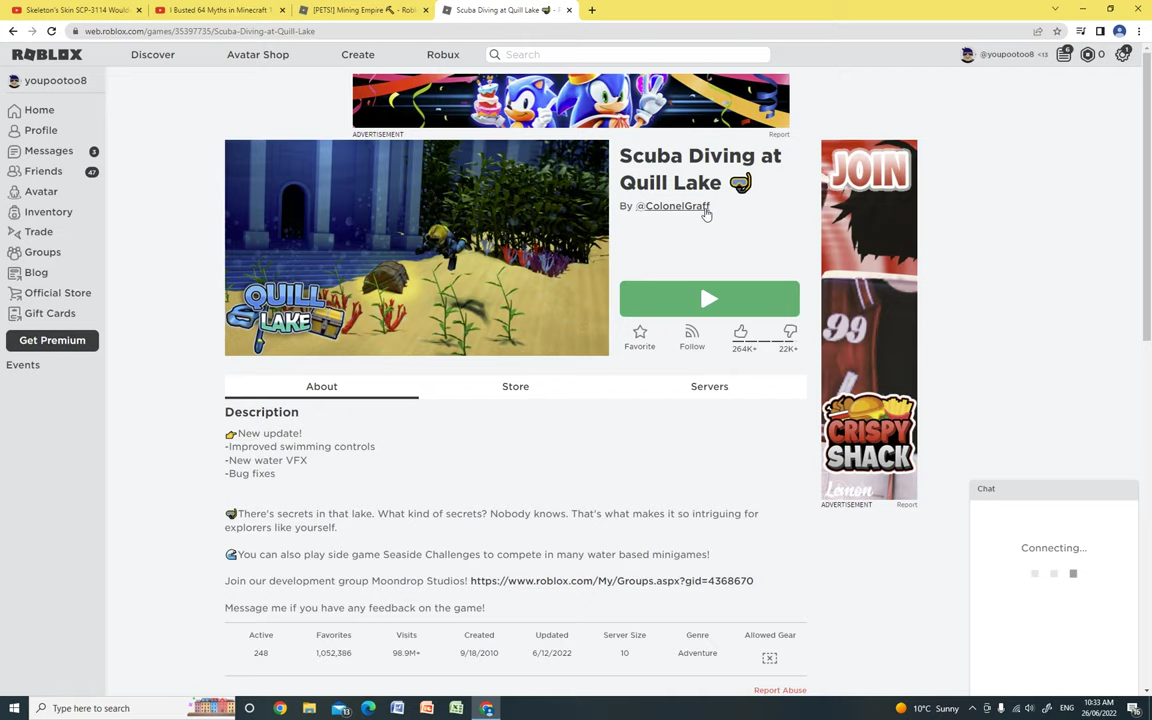 Skeleton's Skin SCP-3114 Would
I Busted 64 Myths in Minecraft
[PETS!] Mining Empire ⛏ - Robl
Scuba Diving at Quill Lake 🤿 - R
web.roblox.com/games/35397735/Scuba-Diving-at-Quill-Lake
ROBLOX
Discover
Avatar Shop
Create
Robux
Search
@youpootoo8 <13
6
0
1
youpootoo8
Home
Profile
Messages 3
Friends 47
Avatar
Inventory
Trade
Groups
Blog
Official Store
Gift Cards
Get Premium
Events
ADVERTISEMENT
Report
QUILL
LAKE
Scuba Diving at
Quill Lake 🤿
By @ColonelGraff
Favorite
Follow
264K+
22K+
JOIN
99
CRISPY
SHACK
Lemon
ADVERTISEMENT
Report
About
Store
Servers
Description
👉New update!
-Improved swimming controls
-New water VFX
-Bug fixes
🤿There's secrets in that lake. What kind of secrets? Nobody knows. That's what makes it so intriguing for
explorers like yourself.
🌊You can also play side game Seaside Challenges to compete in many water based minigames!
Join our development group Moondrop Studios! https://www.roblox.com/My/Groups.aspx?gid=4368670
Message me if you have any feedback on the game!
Active Favorites Visits Created Updated Server Size Genre Allowed Gear
248 1,052,386 98.9M+ 9/18/2010 6/12/2022 10 Adventure
Report Abuse
Chat
Connecting...
Type here to search
13
10°C Sunny
10:33 AM
26/06/2022
16